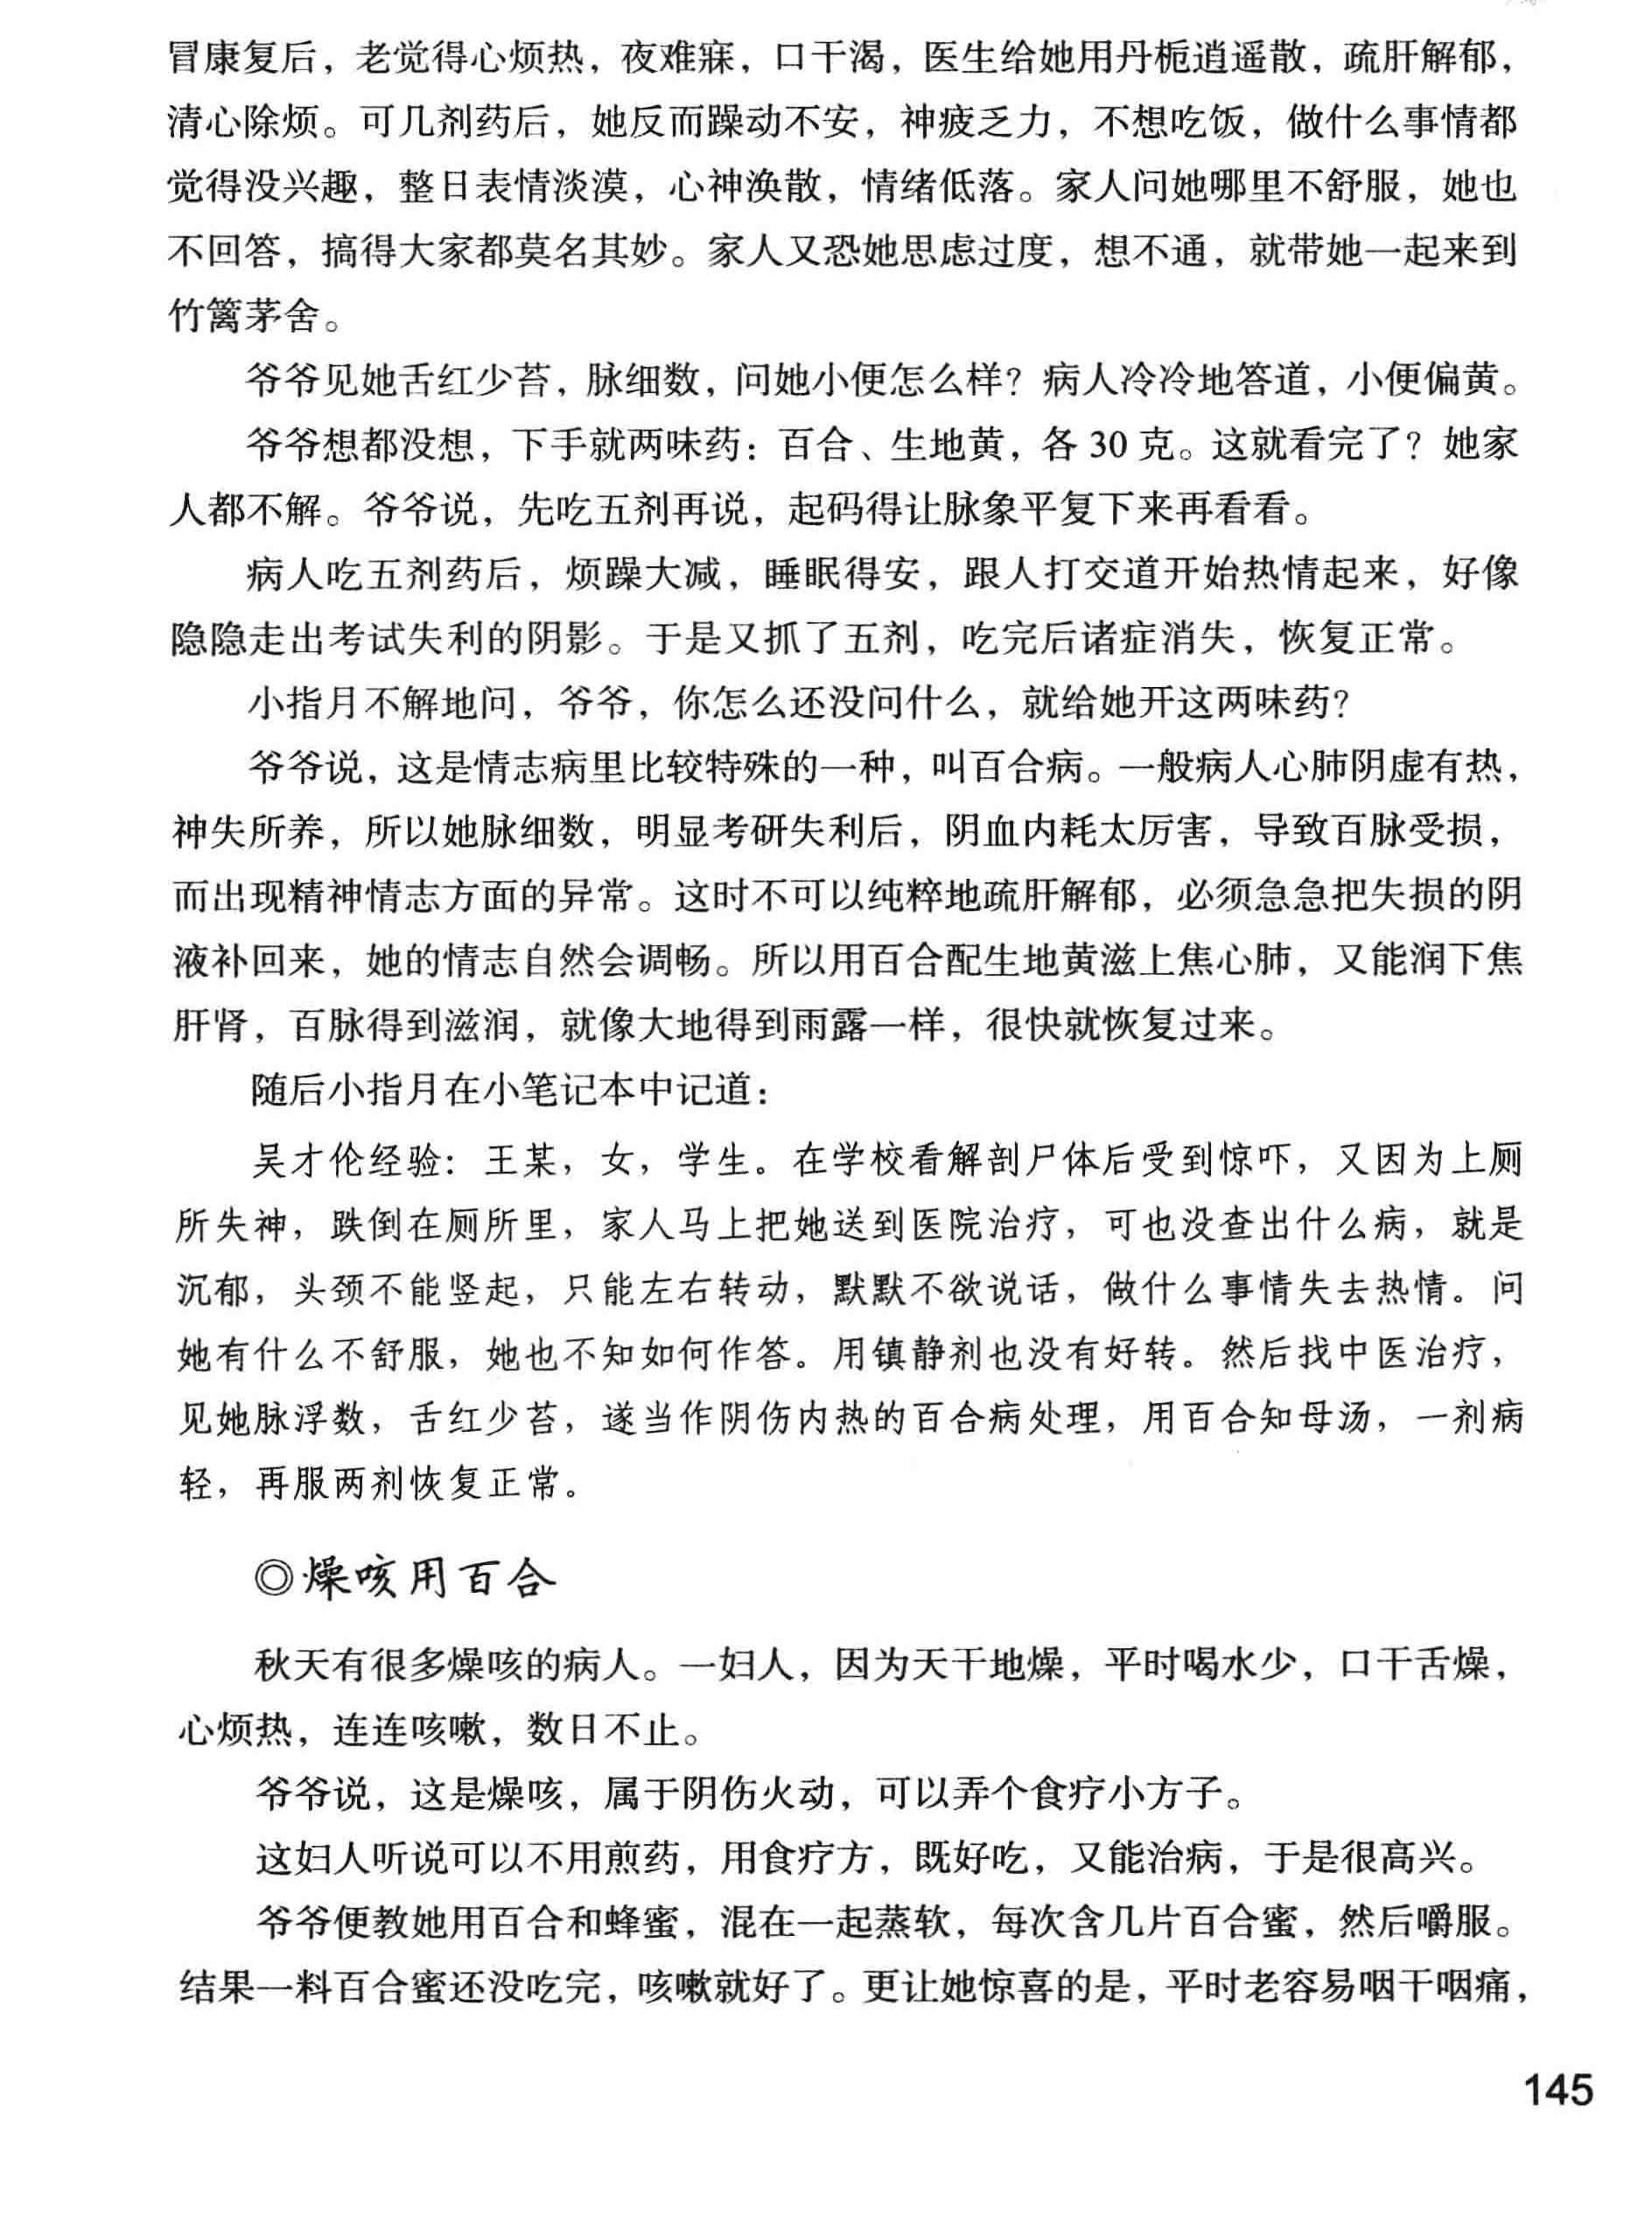 冒康复后，老觉得心烦热，夜难寐，口干渴，医生给她用丹栀逍遥散，疏肝解郁，
清心除烦。可几剂药后，她反而躁动不安，神疲乏力，不想吃饭，做什么事情都
觉得没兴趣，整日表情淡漠，心神涣散，情绪低落。家人问她哪里不舒服，她也
不回答，搞得大家都莫名其妙。家人又恐她思虑过度，想不通，就带她一起来到
竹篱茅舍。
爷爷见她舌红少苔，脉细数，问她小便怎么样？病人冷冷地答道，小便偏黄。
爷爷想都没想，下手就两味药：百合、生地黄，各 30 克。这就看完了？她家
人都不解。爷爷说，先吃五剂再说，起码得让脉象平复下来再看看。
病人吃五剂药后，烦躁大减，睡眠得安，跟人打交道开始热情起来，好像
隐隐走出考试失利的阴影。于是又抓了五剂，吃完后诸症消失，恢复正常。
小指月不解地问，爷爷，你怎么还没问什么，就给她开这两味药？
爷爷说，这是情志病里比较特殊的一种，叫百合病。一般病人心肺阴虚有热，
神失所养，所以她脉细数，明显考研失利后，阴血内耗太厉害，导致百脉受损，
而出现精神情志方面的异常。这时不可以纯粹地疏肝解郁，必须急急把失损的阴
液补回来，她的情志自然会调畅。所以用百合配生地黄滋上焦心肺，又能润下焦
肝肾，百脉得到滋润，就像大地得到雨露一样，很快就恢复过来。
随后小指月在小笔记本中记道：
吴才伦经验：王某，女，学生。在学校看解剖尸体后受到惊吓，又因为上厕
所失神，跌倒在厕所里，家人马上把她送到医院治疗，可也没查出什么病，就是
沉郁，头颈不能竖起，只能左右转动，默默不欲说话，做什么事情失去热情。问
她有什么不舒服，她也不知如何作答。用镇静剂也没有好转。然后找中医治疗，
见她脉浮数，舌红少苔，遂当作阴伤内热的百合病处理，用百合知母汤，一剂病
轻，再服两剂恢复正常。
◎燥咳用百合
秋天有很多燥咳的病人。一妇人，因为天干地燥，平时喝水少，口干舌燥，
心烦热，连连咳嗽，数日不止。
爷爷说，这是燥咳，属于阴伤火动，可以弄个食疗小方子。
这妇人听说可以不用煎药，用食疗方，既好吃，又能治病，于是很高兴。
爷爷便教她用百合和蜂蜜，混在一起蒸软，每次含几片百合蜜，然后嚼服。
结果一料百合蜜还没吃完，咳嗽就好了。更让她惊喜的是，平时老容易咽干咽痛，
145